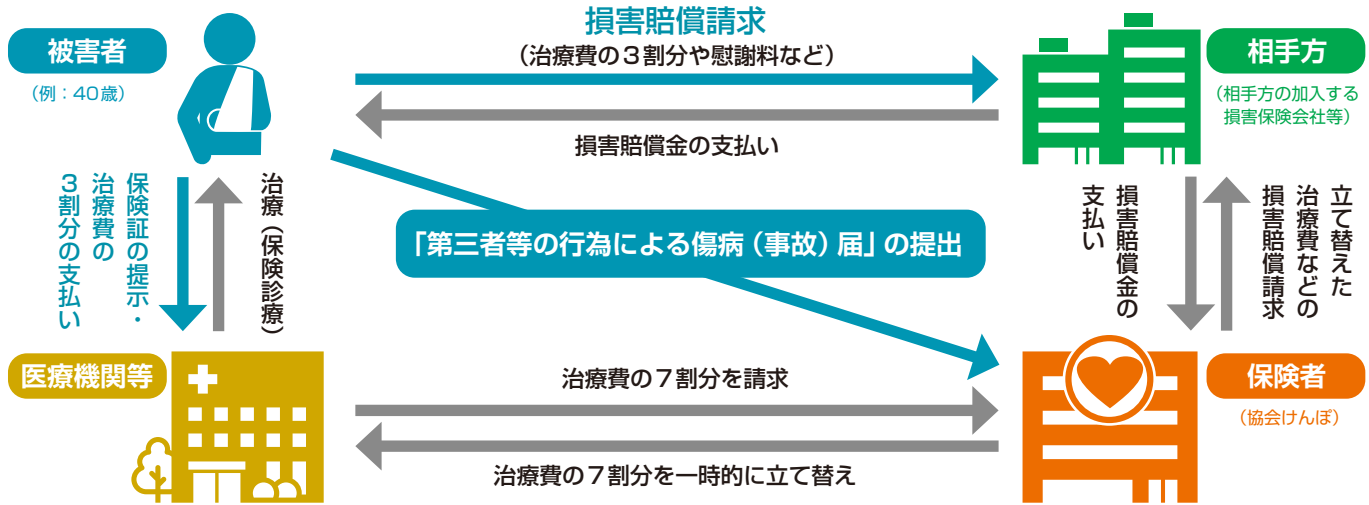 損害賠償請求
（治療費の３割分や慰謝料など）
被害者
（例：40歳）
相手方
（相手方の加入する
損害保険会社等）
損害賠償金の支払い
保険証の提示・
治療費の
３割分の支払い
治療（保険診療）
「第三者等の行為による傷病（事故）届」の提出
損害賠償金の
支払い
立て替えた
治療費などの
損害賠償請求
医療機関等
治療費の７割分を請求
治療費の７割分を一時的に立て替え
保険者
（協会けんぽ）